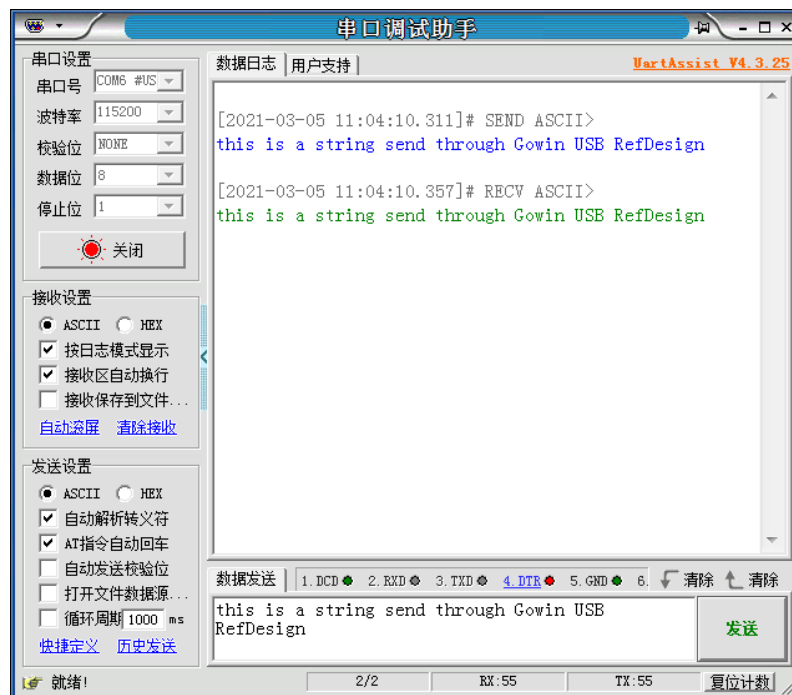 串口调试助手
串口设置
串口号 COM6 #US
波特率 115200
校验位 NONE
数据位 8
停止位 1
关闭
接收设置
ASCII HEX
按日志模式显示
接收区自动换行
接收保存到文件...
自动滚屏 清除接收
发送设置
ASCII HEX
自动解析转义符
AT指令自动回车
自动发送校验位
打开文件数据源...
循环周期 1000 ms
快捷定义 历史发送
数据日志 用户支持 UartAssist V4.3.25
[2021-03-05 11:04:10.311]# SEND ASCII>
this is a string send through Gowin USB RefDesign
[2021-03-05 11:04:10.357]# RECV ASCII>
this is a string send through Gowin USB RefDesign
数据发送 1.DCD 2.RXD 3.TXD 4.DTR 5.GND 6. 清除 清除
this is a string send through Gowin USB
RefDesign
发送
就绪! 2/2 RX:55 TX:55 复位计数